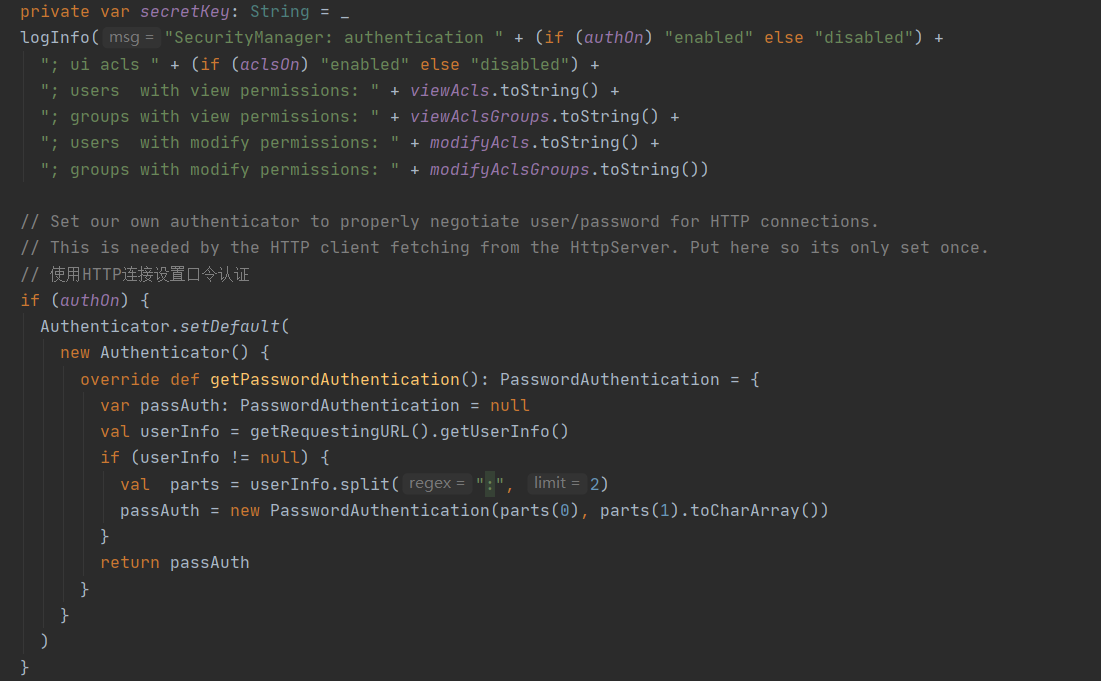 private var secretKey: String = _
logInfo( msg = "SecurityManager: authentication " + (if (authOn) "enabled" else "disabled") +
  "; ui acls " + (if (aclsOn) "enabled" else "disabled") +
  "; users  with view permissions: " + viewAcls.toString() +
  "; groups with view permissions: " + viewAclsGroups.toString() +
  "; users  with modify permissions: " + modifyAcls.toString() +
  "; groups with modify permissions: " + modifyAclsGroups.toString())
// Set our own authenticator to properly negotiate user/password for HTTP connections.
// This is needed by the HTTP client fetching from the HttpServer. Put here so its only set once.
// 使用HTTP连接设置口令认证
if (authOn) {
  Authenticator.setDefault(
    new Authenticator() {
      override def getPasswordAuthentication(): PasswordAuthentication = {
        var passAuth: PasswordAuthentication = null
        val userInfo = getRequestingURL().getUserInfo()
        if (userInfo != null) {
          val  parts = userInfo.split( regex = ":",  limit = 2)
          passAuth = new PasswordAuthentication(parts(0), parts(1).toCharArray())
        }
        return passAuth
      }
    }
  )
}